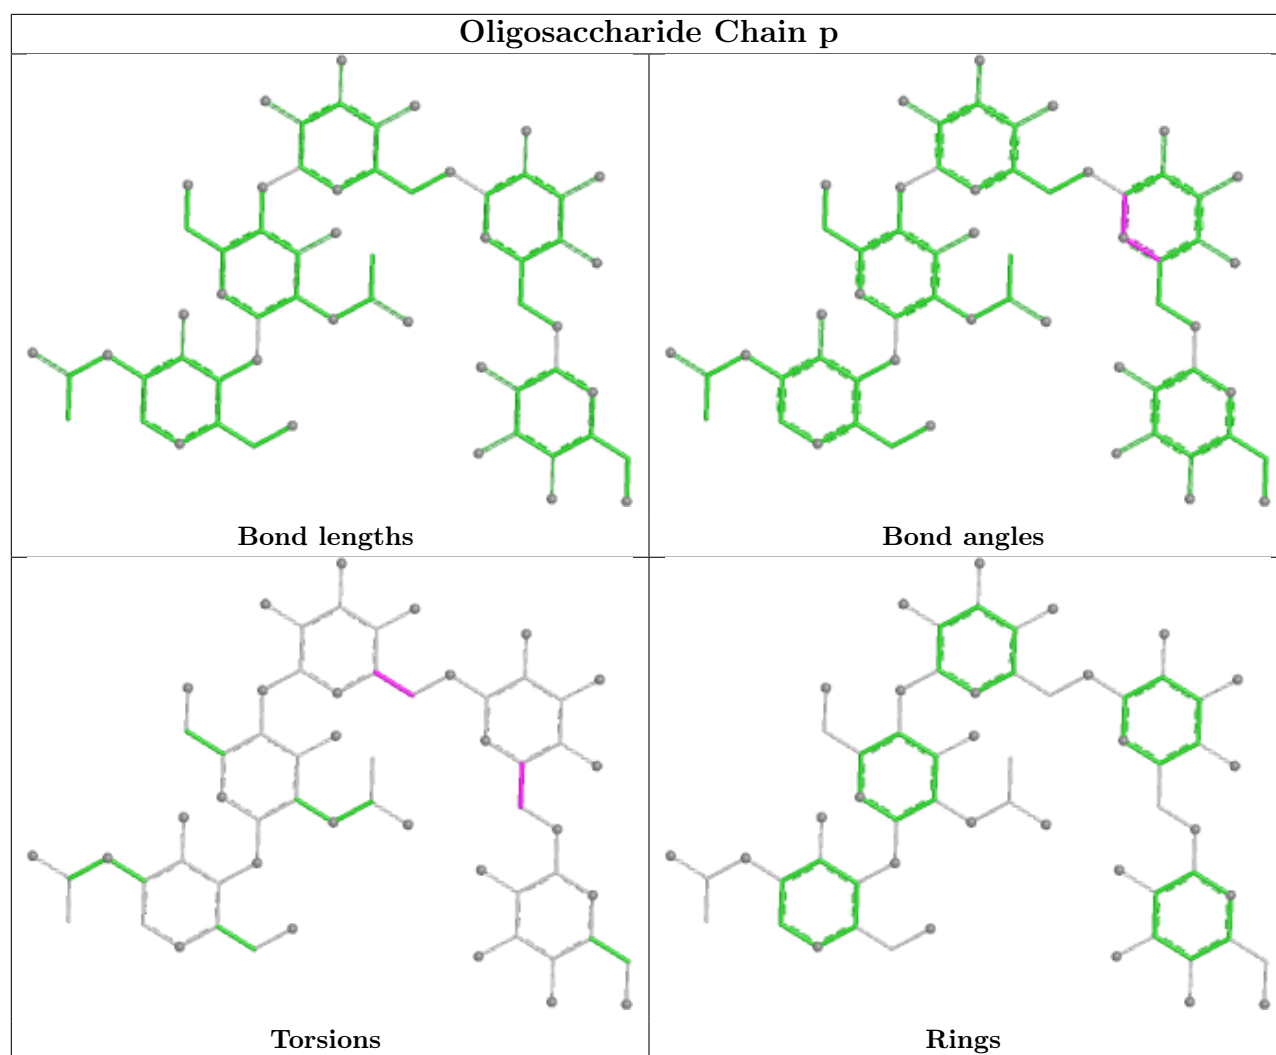 Oligosaccharide Chain p
Bond lengths
Bond angles
Torsions
Rings